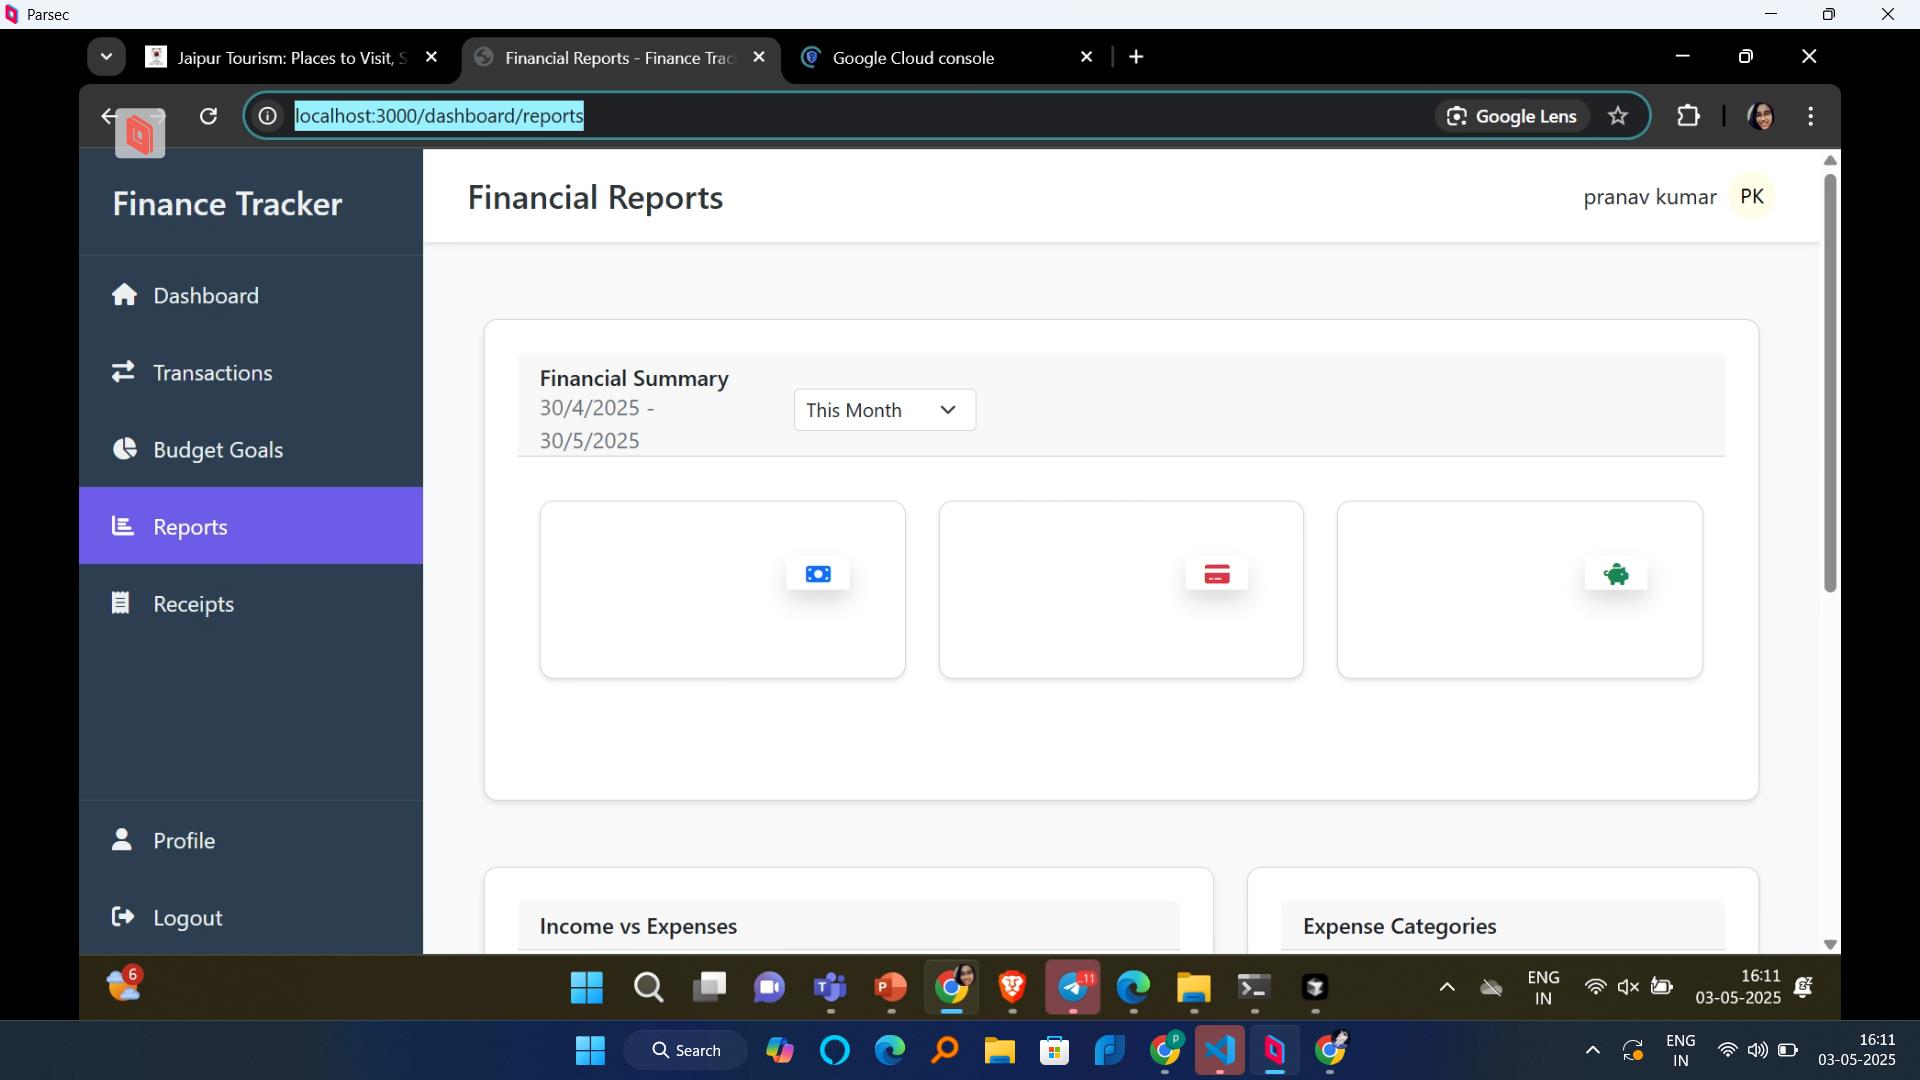 Parsec
Jaipur Tourism: Places to Visit, S
Financial Reports - Finance Trac
Google Cloud console
localhost:3000/dashboard/reports
Google Lens
Finance Tracker
Financial Reports
pranav kumar
PK
Dashboard
Transactions
Budget Goals
Reports
Receipts
Profile
Logout
Financial Summary
30/4/2025 -
30/5/2025
This Month
Income vs Expenses
Expense Categories
6
11
ENG
IN
16:11
03-05-2025
Search
P
ENG
IN
16:11
03-05-2025